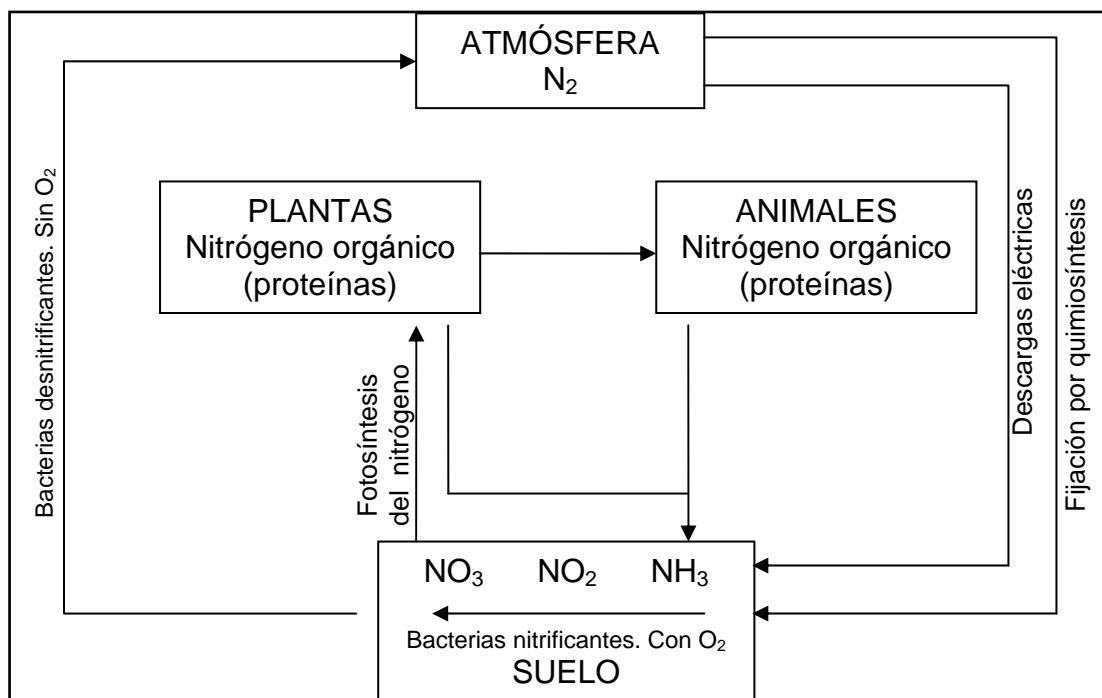 ATMÓSFERA
N₂
PLANTAS
Nitrógeno orgánico
(proteínas)
ANIMALES
Nitrógeno orgánico
(proteínas)
Bacterias desnitrificantes. Sin O₂
Fotosíntesis
del nitrógeno
Descargas eléctricas
Fijación por quimiosíntesis
NO₃ NO₂ NH₃
Bacterias nitrificantes. Con O₂
SUELO